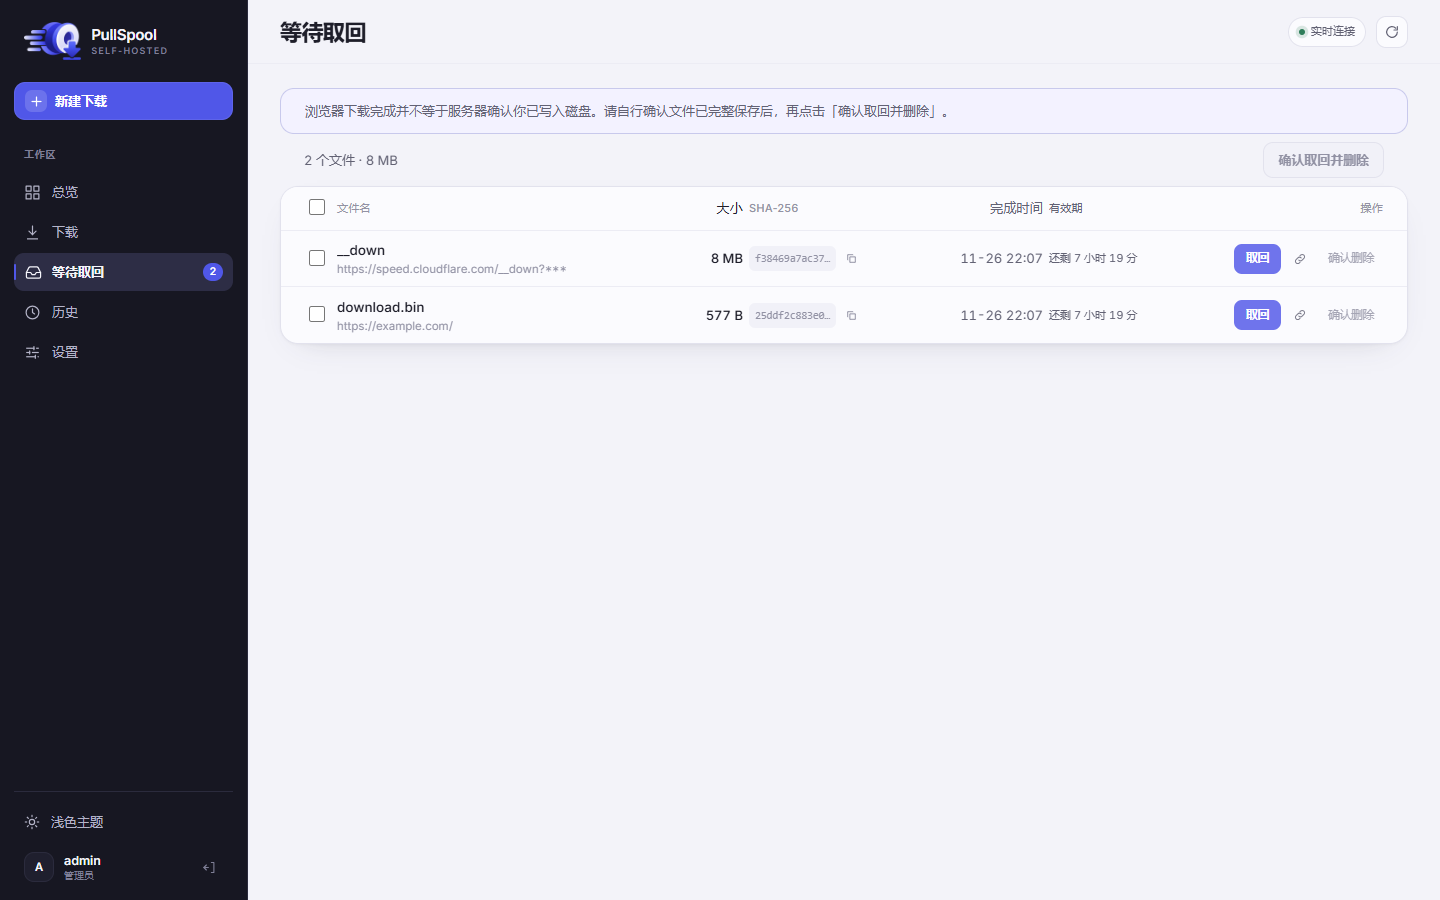 PullSpool
SELF-HOSTED
新建下载
工作区
总览
下载
等待取回 2
历史
设置
浅色主题
A admin
管理员
等待取回
实时连接
浏览器下载完成并不等于服务器确认你已写入磁盘。请自行确认文件已完整保存后，再点击「确认取回并删除」。
2 个文件 · 8 MB 确认取回并删除
文件名 大小 SHA-256 完成时间 有效期 操作
__down 8 MB f38469a7ac37… 11-26 22:07 还剩 7 小时 19 分 取回 确认删除
https://speed.cloudflare.com/__down?***
download.bin 577 B 25ddf2c883e0… 11-26 22:07 还剩 7 小时 19 分 取回 确认删除
https://example.com/